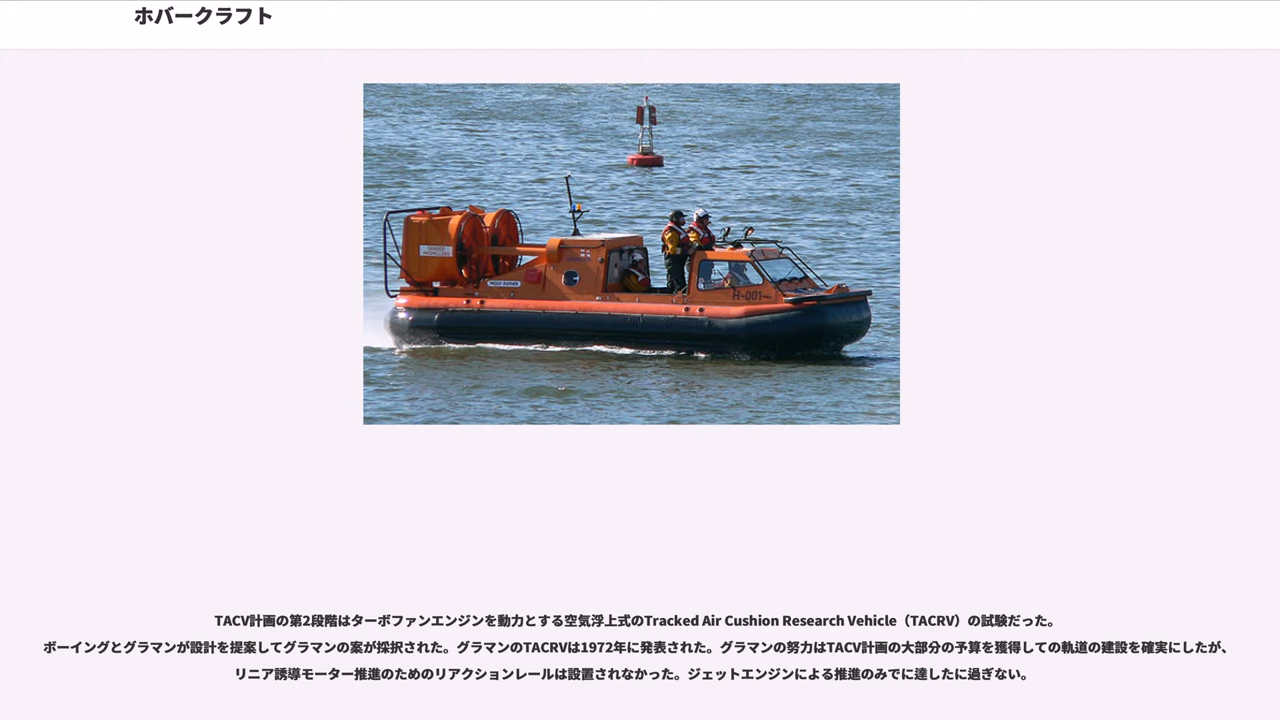 ホバークラフト
DANGER
PROPELLERS
MOLLY RAYNER
H-001
TACV計画の第2段階はターボファンエンジンを動力とする空気浮上式のTracked Air Cushion Research Vehicle（TACRV）の試験だった。
ボーイングとグラマンが設計を提案してグラマンの案が採択された。グラマンのTACRVは1972年に発表された。グラマンの努力はTACV計画の大部分の予算を獲得しての軌道の建設を確実にしたが、
リニア誘導モーター推進のためのリアクションレールは設置されなかった。ジェットエンジンによる推進のみでに達したに過ぎない。